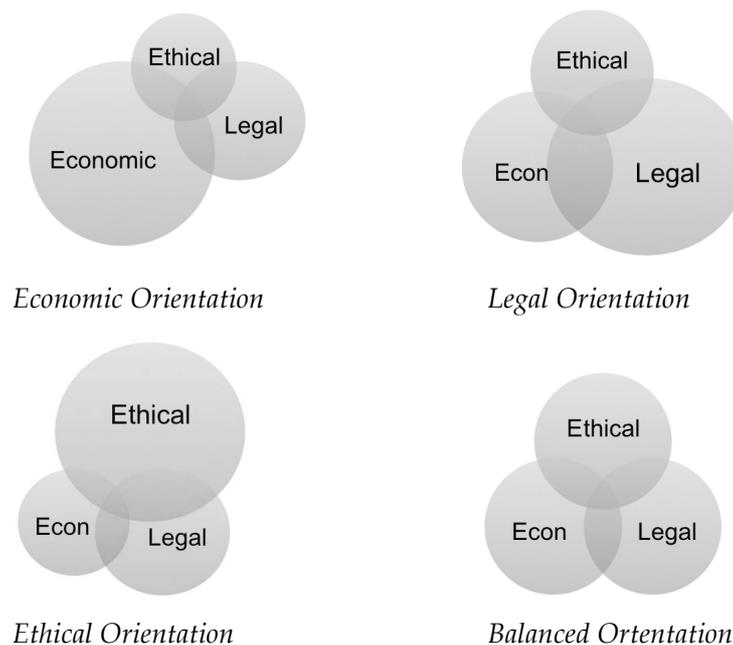 Ethical
Economic
Legal
Economic Orientation
Ethical
Econ
Legal
Legal Orientation
Ethical
Econ
Legal
Ethical Orientation
Ethical
Econ
Legal
Balanced Ortentation